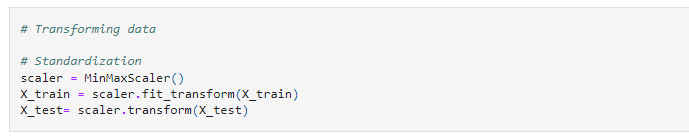 # Transforming data
# Standardization
scaler = MinMaxScaler()
X_train = scaler.fit_transform(X_train)
X_test= scaler.transform(X_test)